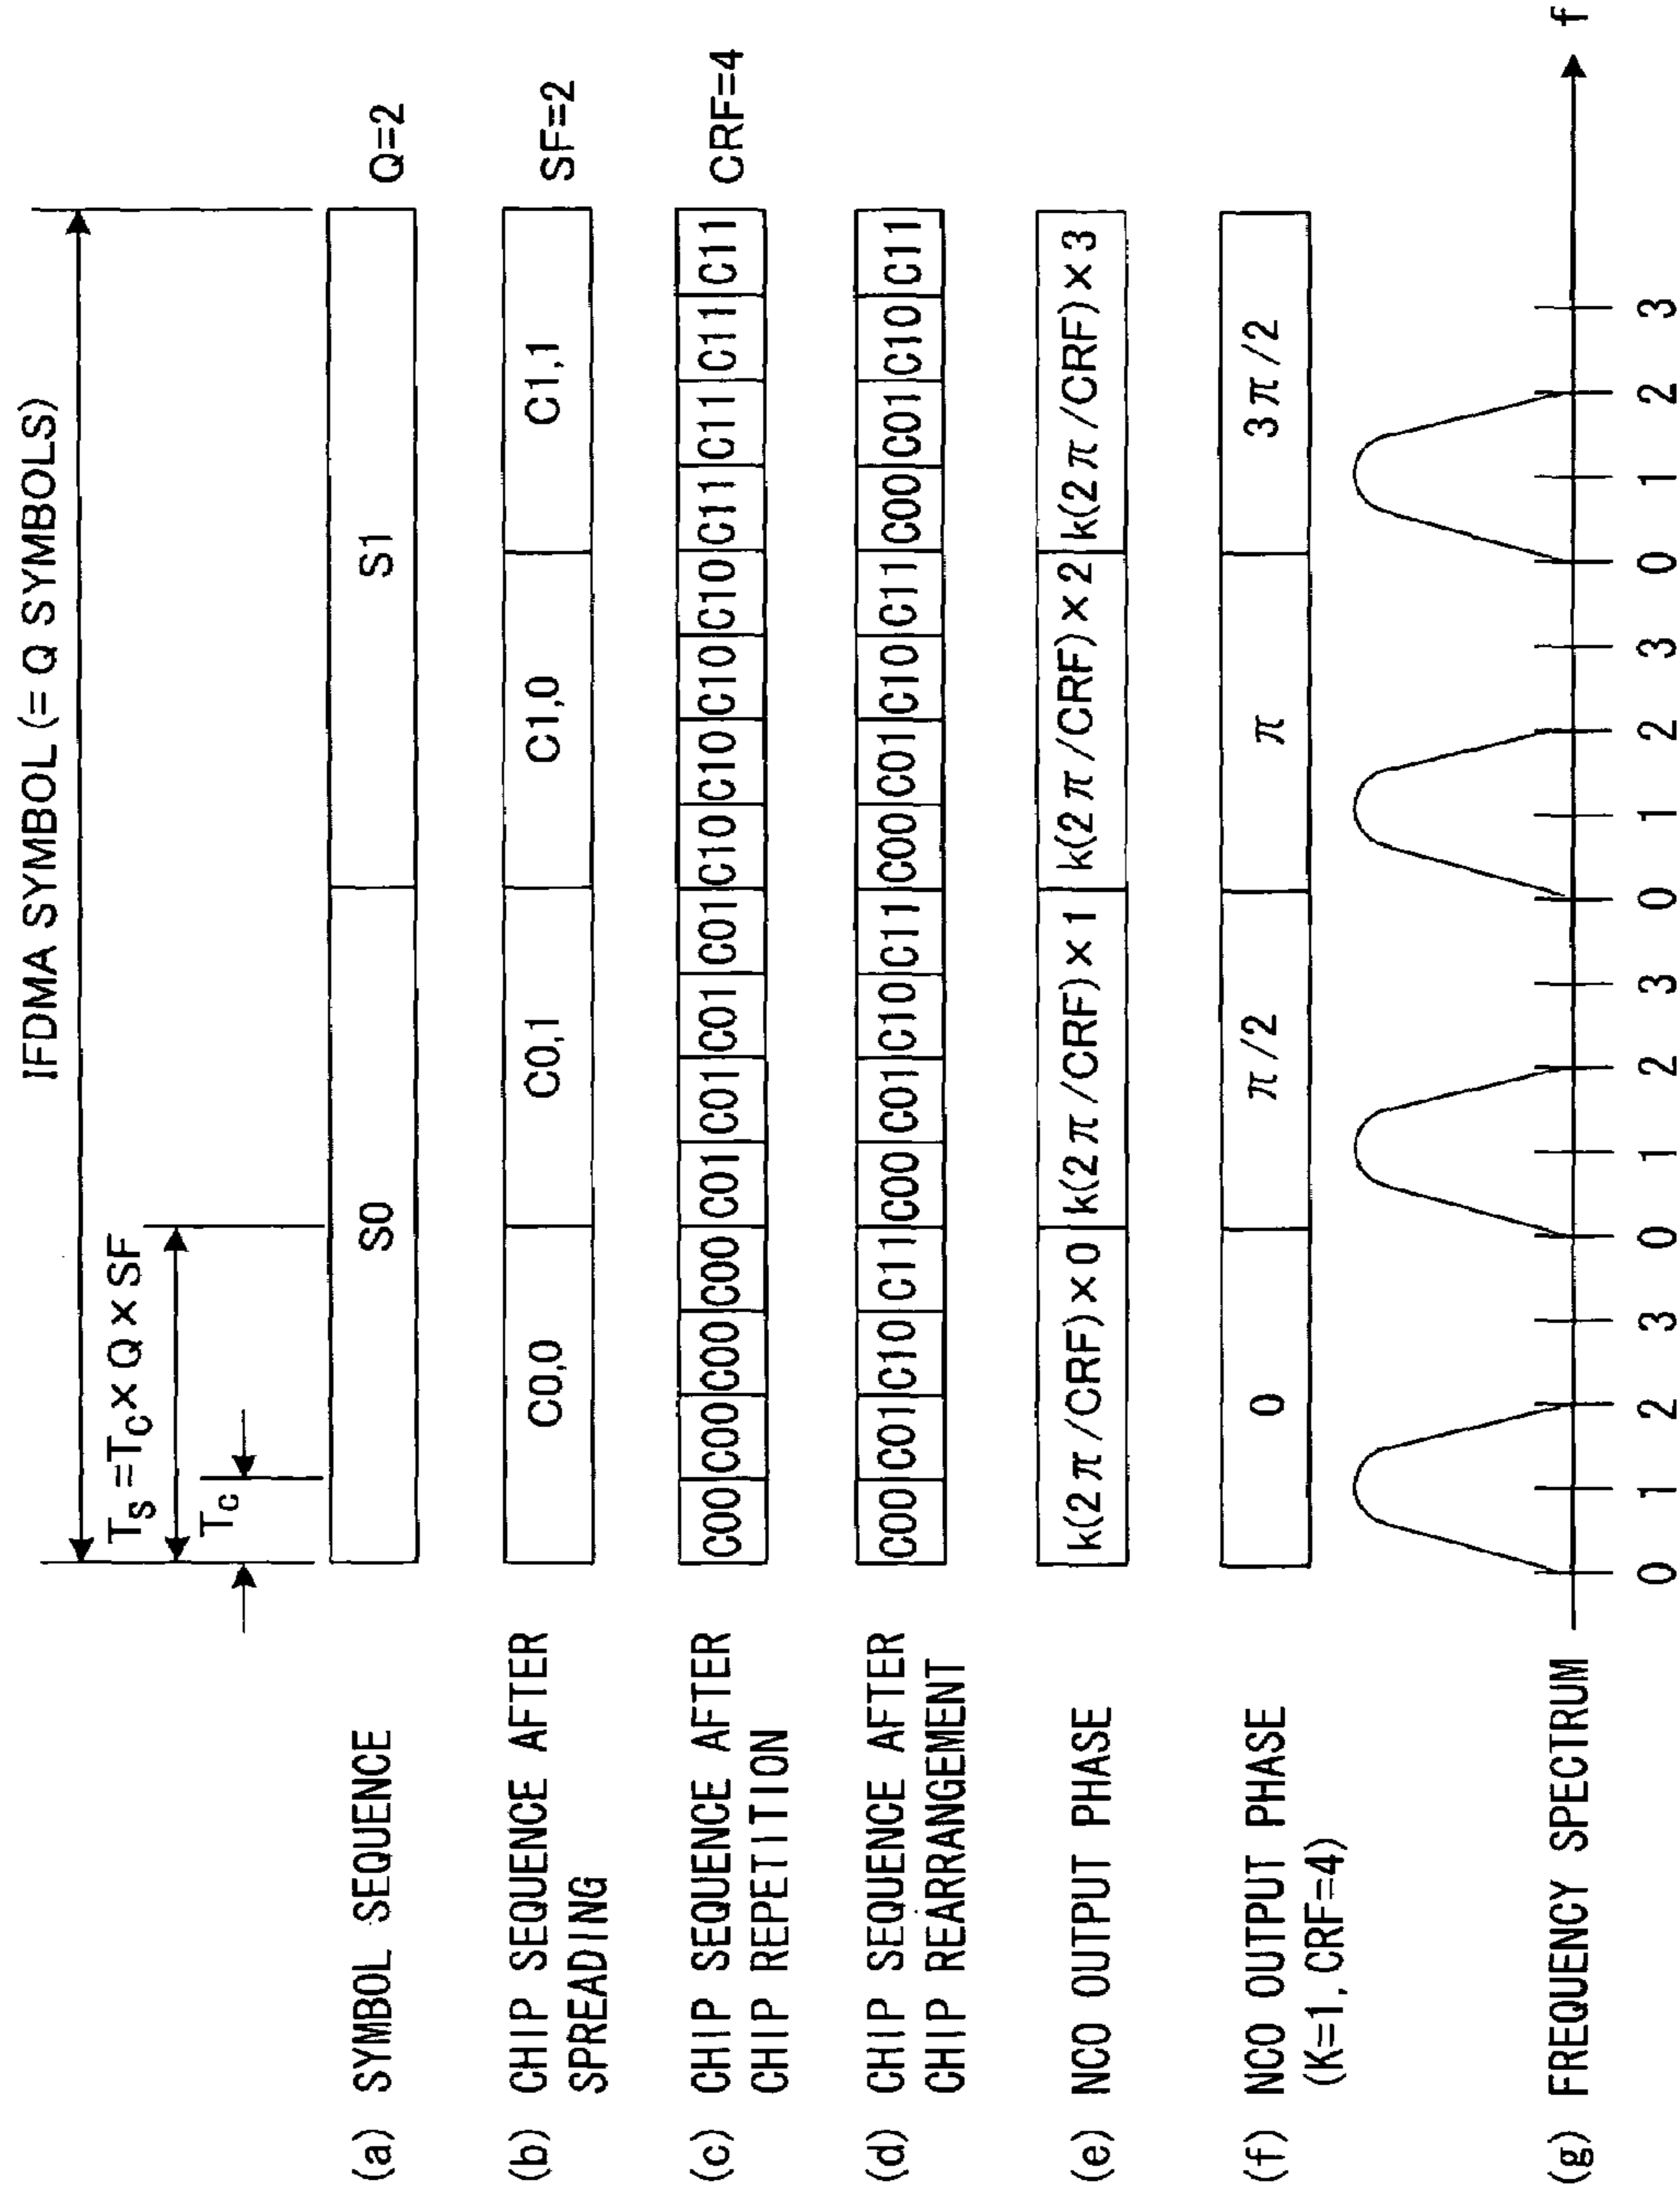 IFDMA SYMBOL (= Q SYMBOLS)
TS =TC × Q × SF
TC
(a) SYMBOL SEQUENCE
S0
S1
Q=2
(b) CHIP SEQUENCE AFTER
SPREADING
C0,0
C0,1
C1,0
C1,1
SF=2
(c) CHIP SEQUENCE AFTER
CHIP REPETITION
C00 C00 C00 C00 C01 C01 C01 C01 C10 C10 C10 C10 C11 C11 C11 C11
CRF=4
(d) CHIP SEQUENCE AFTER
CHIP REARRANGEMENT
C00 C01 C10 C11 C00 C01 C10 C11 C00 C01 C10 C11 C00 C01 C10 C11
(e) NCO OUTPUT PHASE
k(2π/CRF)×0 k(2π/CRF)×1 k(2π/CRF)×2 k(2π/CRF)×3
(f) NCO OUTPUT PHASE
(K=1, CRF=4)
0
π/2
π
3π/2
(g) FREQUENCY SPECTRUM
f
0 1 2 3 0 1 2 3 0 1 2 3 0 1 2 3